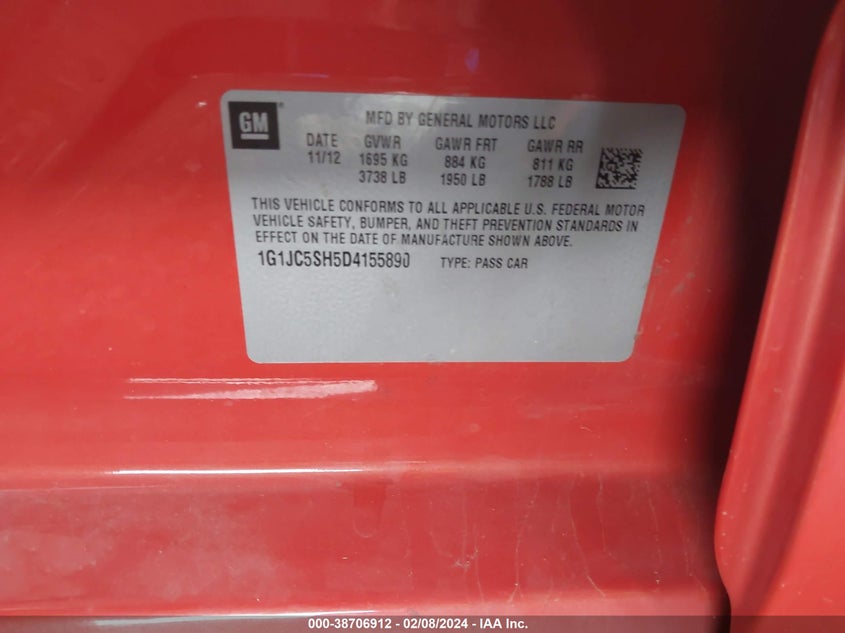 GM
MFD BY GENERAL MOTORS LLC
DATE GVWR GAWR FRT GAWR RR
11/12 1695 KG 884 KG 811 KG
3738 LB 1950 LB 1788 LB
THIS VEHICLE CONFORMS TO ALL APPLICABLE U.S. FEDERAL MOTOR
VEHICLE SAFETY, BUMPER, AND THEFT PREVENTION STANDARDS IN
EFFECT ON THE DATE OF MANUFACTURE SHOWN ABOVE.
1G1JC5SH5D4155890 TYPE: PASS CAR
000-38706912 / 02/08/2024 - IAA Inc.